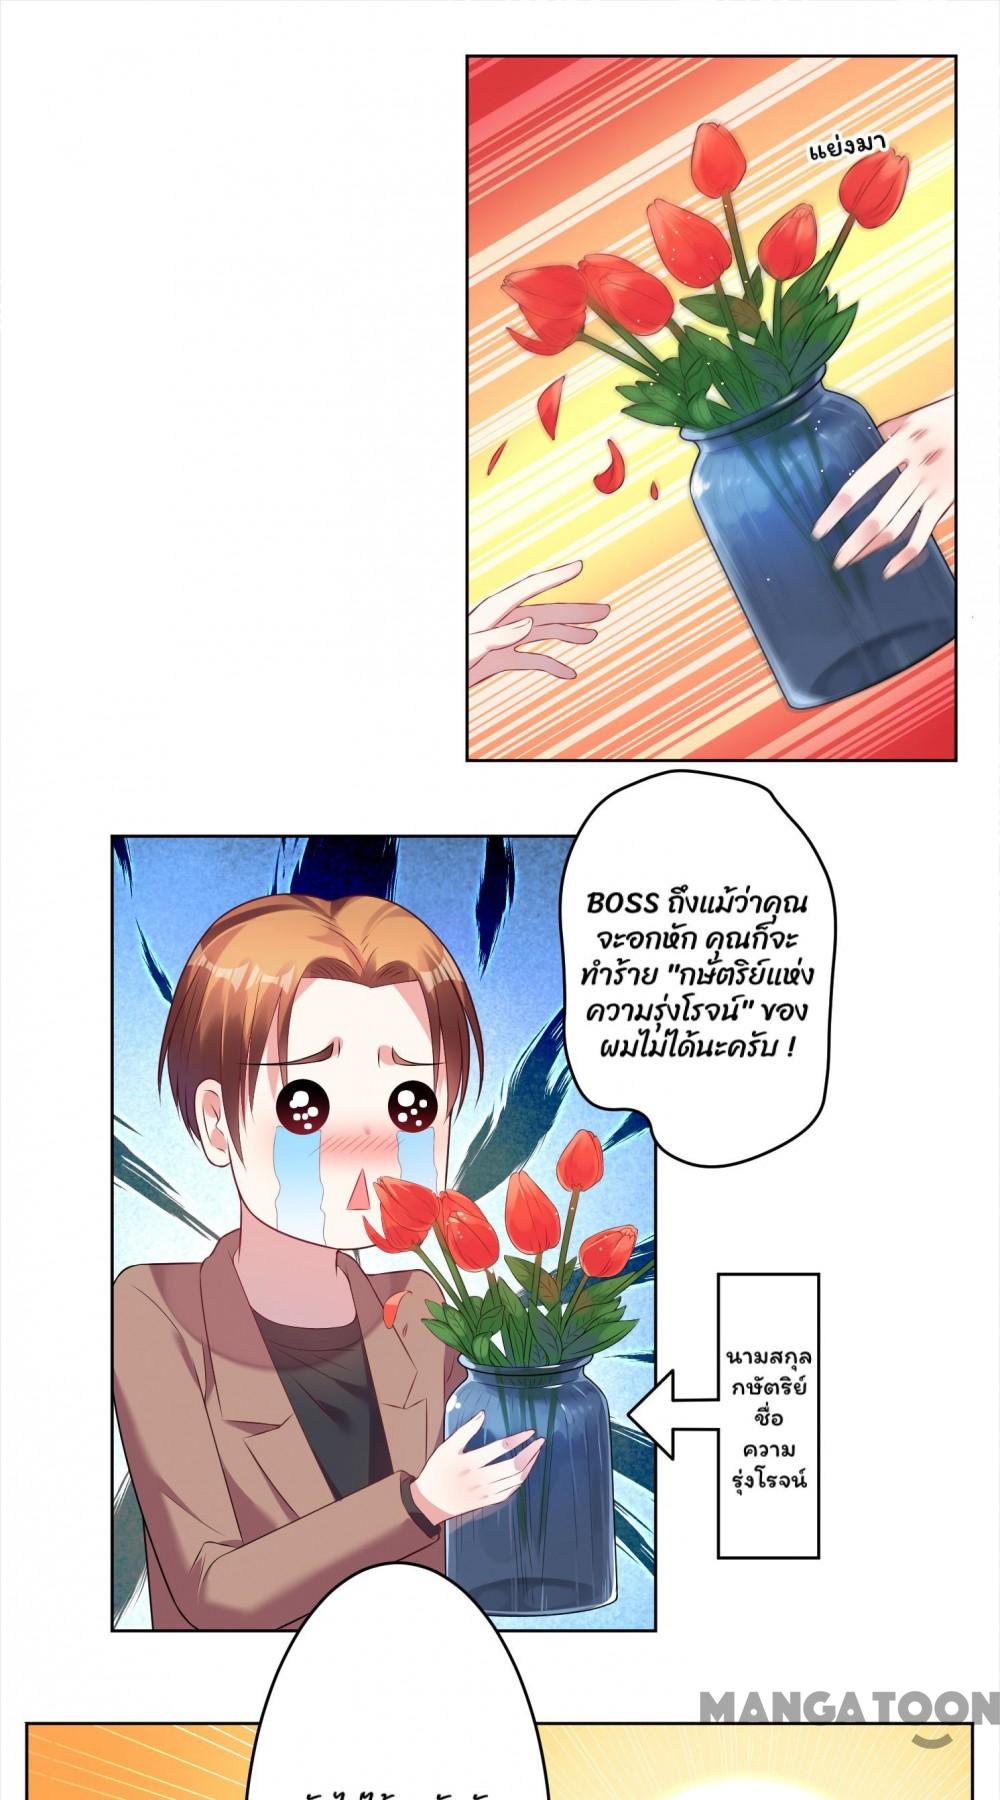 แย่งมา
BOSS ถึงแม้ว่าคุณ
จะอกหัก คุณก็จะ
ทำร้าย "กษัตริย์แห่ง
ความรุ่งโรจน์" ของ
ผมไม่ได้นะครับ !
นามสกุล
กษัตริย์
ชื่อ
ความ
รุ่งโรจน์
MANGATOON